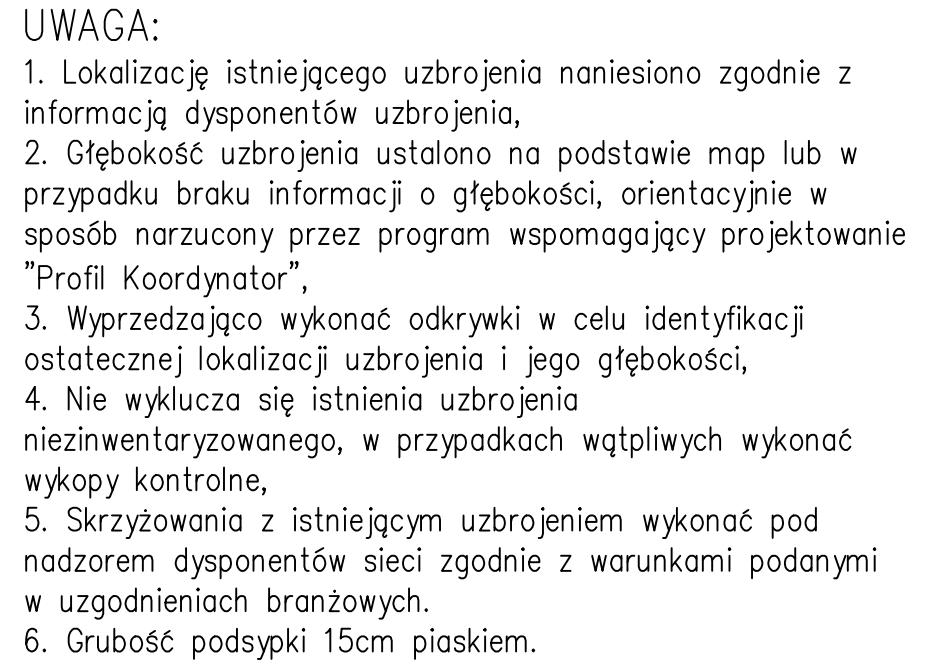 UWAGA:
1. Lokalizację istniejącego uzbrojenia naniesiono zgodnie z
informacją dysponentów uzbrojenia,
2. Głębokość uzbrojenia ustalono na podstawie map lub w
przypadku braku informacji o głębokości, orientacyjnie w
sposób narzucony przez program wspomagający projektowanie
"Profil Koordynator",
3. Wyprzedzająco wykonać odkrywki w celu identyfikacji
ostatecznej lokalizacji uzbrojenia i jego głębokości,
4. Nie wyklucza się istnienia uzbrojenia
niezinwentaryzowanego, w przypadkach wątpliwych wykonać
wykopy kontrolne,
5. Skrzyżowania z istniejącym uzbrojeniem wykonać pod
nadzorem dysponentów sieci zgodnie z warunkami podanymi
w uzgodnieniach branżowych.
6. Grubość podsypki 15cm piaskiem.